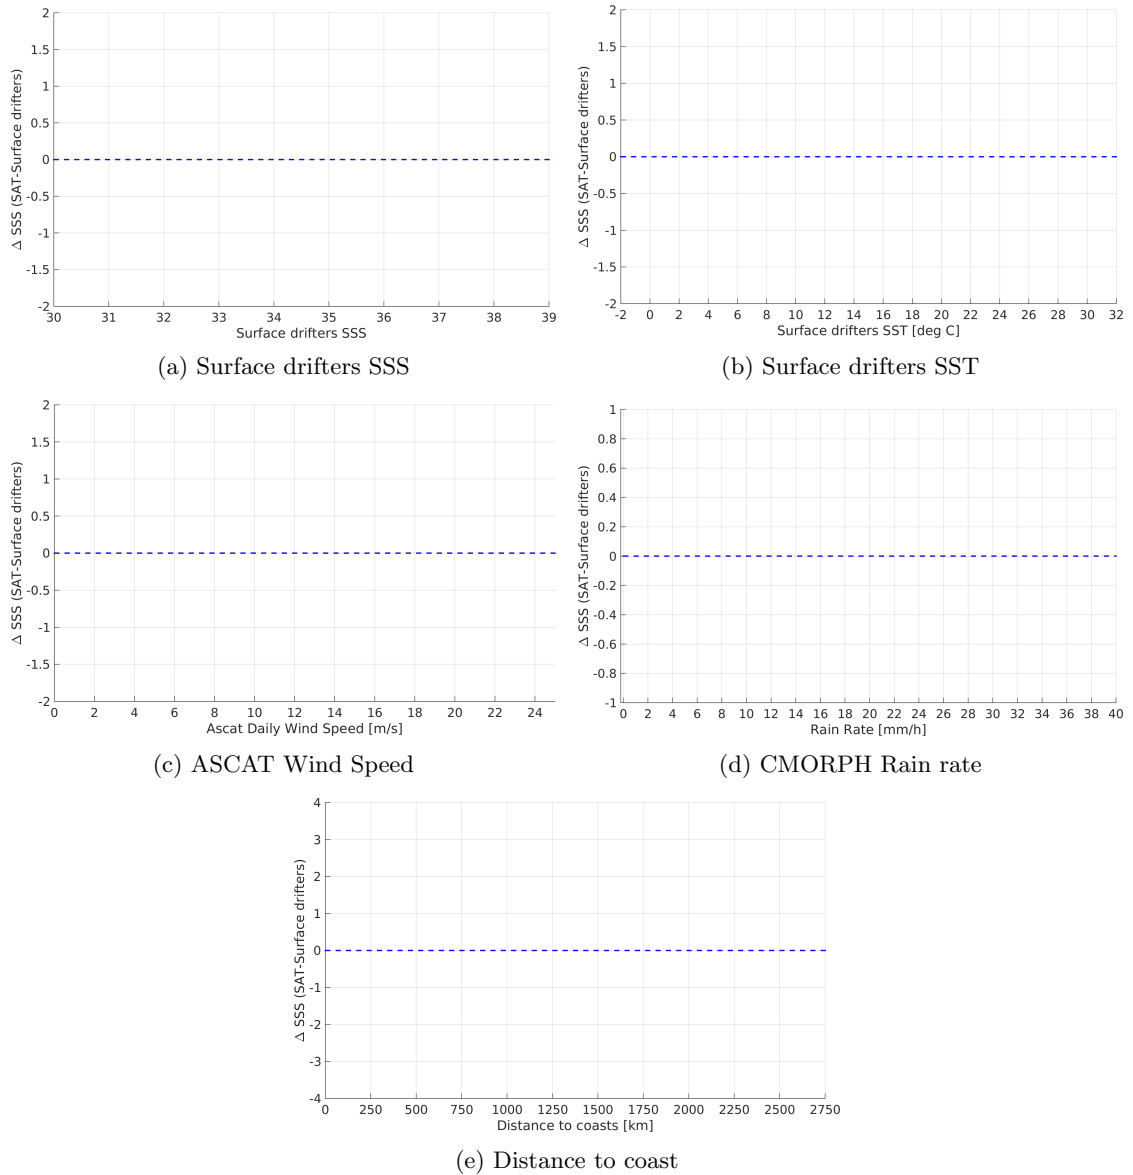 2
1.5
1
0.5
0
-0.5
-1
-1.5
-2
Δ SSS (SAT-Surface drifters)
30 31 32 33 34 35 36 37 38 39
Surface drifters SSS
(a) Surface drifters SSS
2
1.5
1
0.5
0
-0.5
-1
-1.5
-2
Δ SSS (SAT-Surface drifters)
-2 0 2 4 6 8 10 12 14 16 18 20 22 24 26 28 30 32
Surface drifters SST [deg C]
(b) Surface drifters SST
2
1.5
1
0.5
0
-0.5
-1
-1.5
-2
Δ SSS (SAT-Surface drifters)
0 2 4 6 8 10 12 14 16 18 20 22 24
Ascat Daily Wind Speed [m/s]
(c) ASCAT Wind Speed
1
0.8
0.6
0.4
0.2
0
-0.2
-0.4
-0.6
-0.8
-1
Δ SSS (SAT-Surface drifters)
0 2 4 6 8 10 12 14 16 18 20 22 24 26 28 30 32 34 36 38 40
Rain Rate [mm/h]
(d) CMORPH Rain rate
4
3
2
1
0
-1
-2
-3
-4
Δ SSS (SAT-Surface drifters)
0 250 500 750 1000 1250 1500 1750 2000 2250 2500 2750
Distance to coasts [km]
(e) Distance to coast